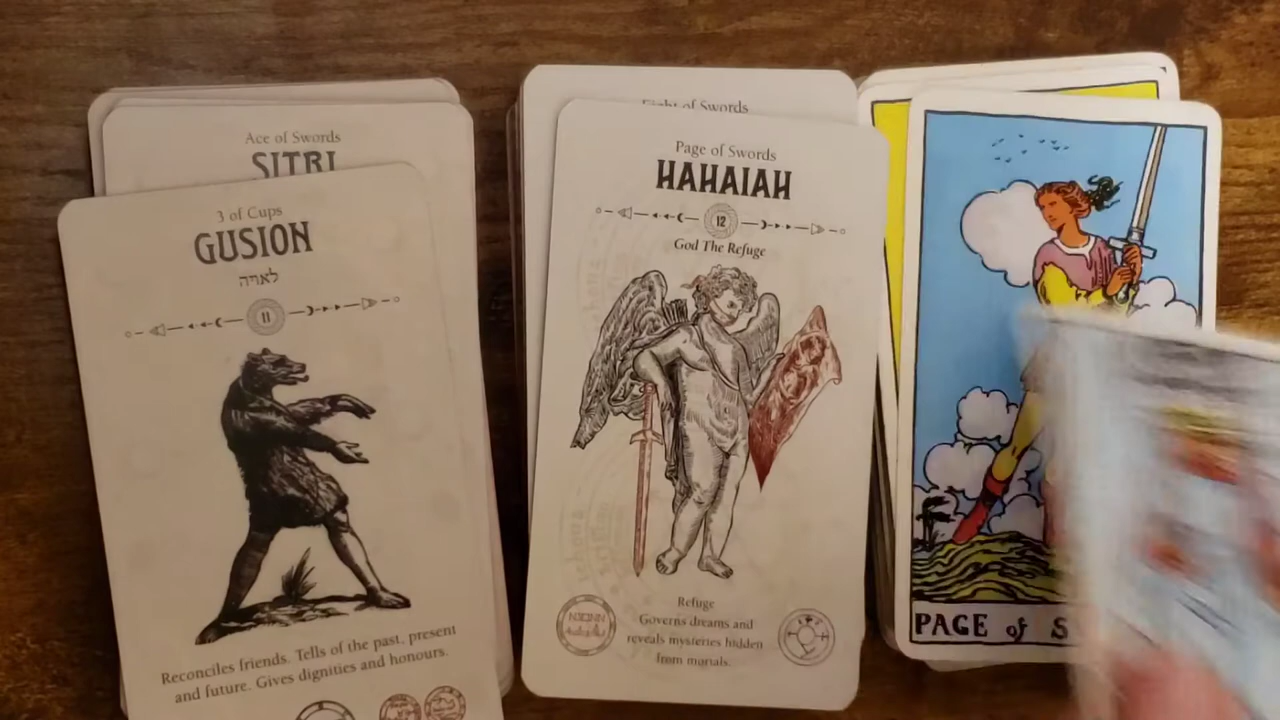 Ace of Swords
SITRI
3 of Cups
GUSION
לאויה
11
Reconciles friends. Tells of the past, present
and future. Gives dignities and honours.
Eight of Swords
Page of Swords
HAHAIAH
12
God The Refuge
Refuge
Governs dreams and
reveals mysteries hidden
from mortals.
PAGE of S